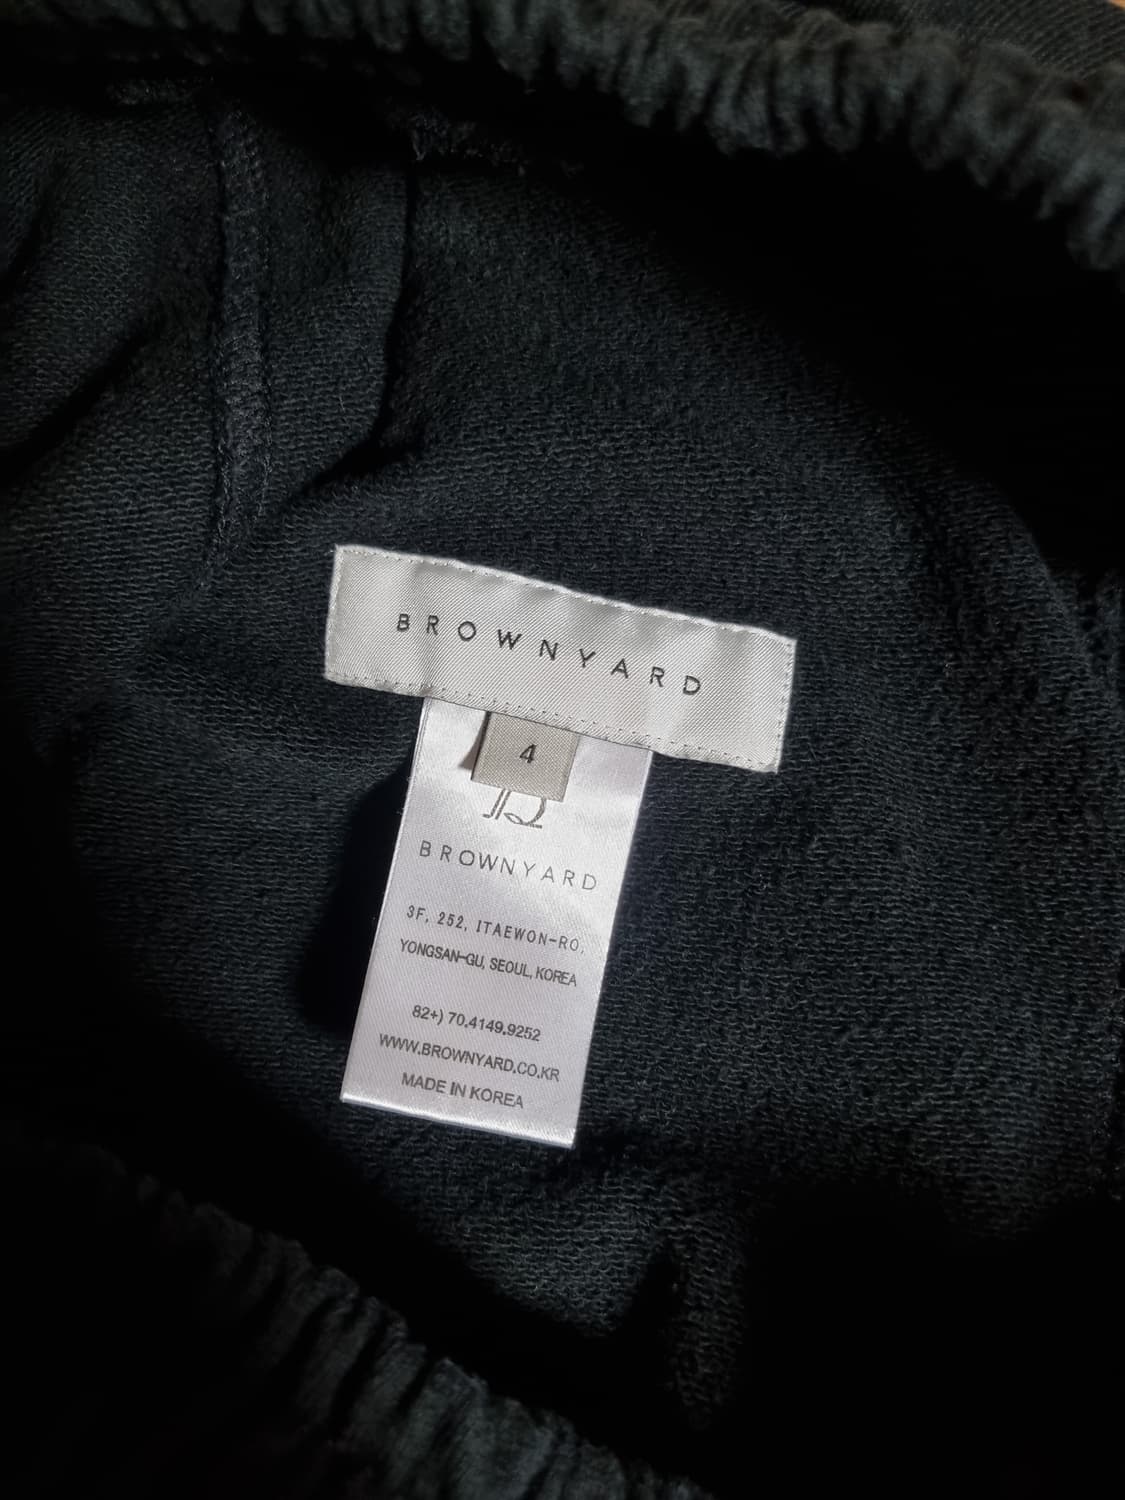 BROWNYARD
4
BROWNYARD
3F, 252, ITAEWON-RO,
YONGSAN-GU, SEOUL, KOREA
82+) 70.4149.9252
WWW.BROWNYARD.CO.KR
MADE IN KOREA